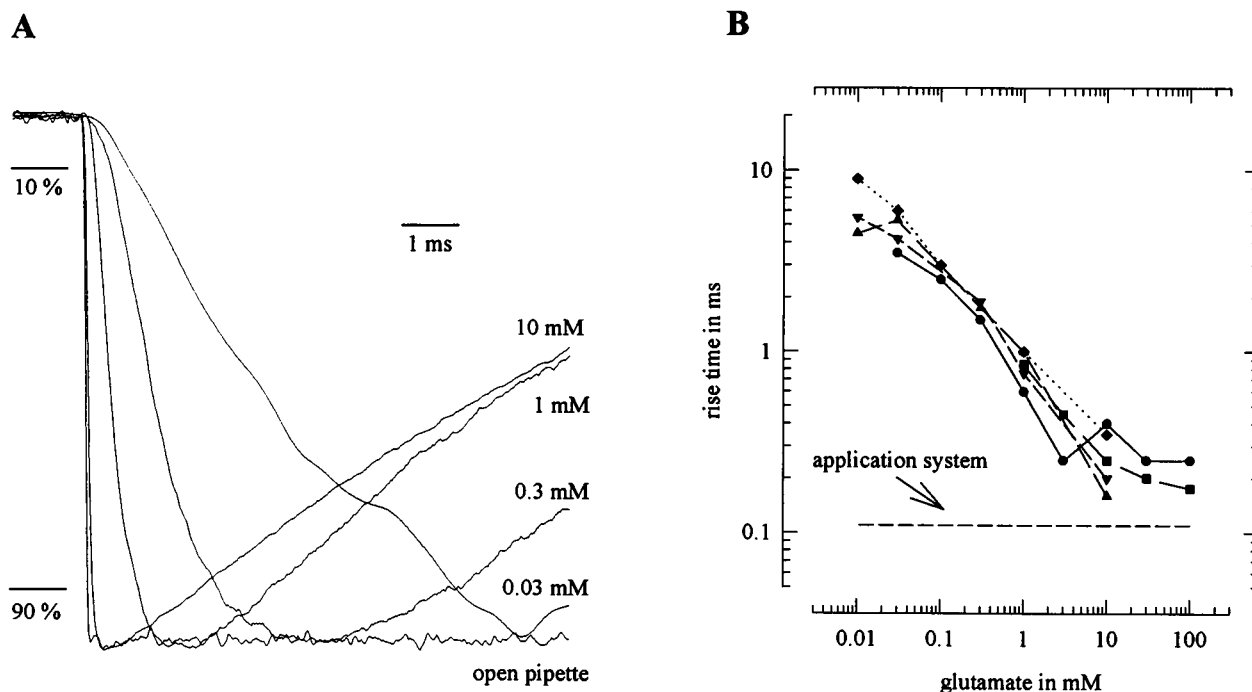 A
10 %
1 ms
10 mM
1 mM
0.3 mM
0.03 mM
90 %
open pipette
B
10
1
0.1
rise time in ms
application system
0.01 0.1 1 10 100
glutamate in mM